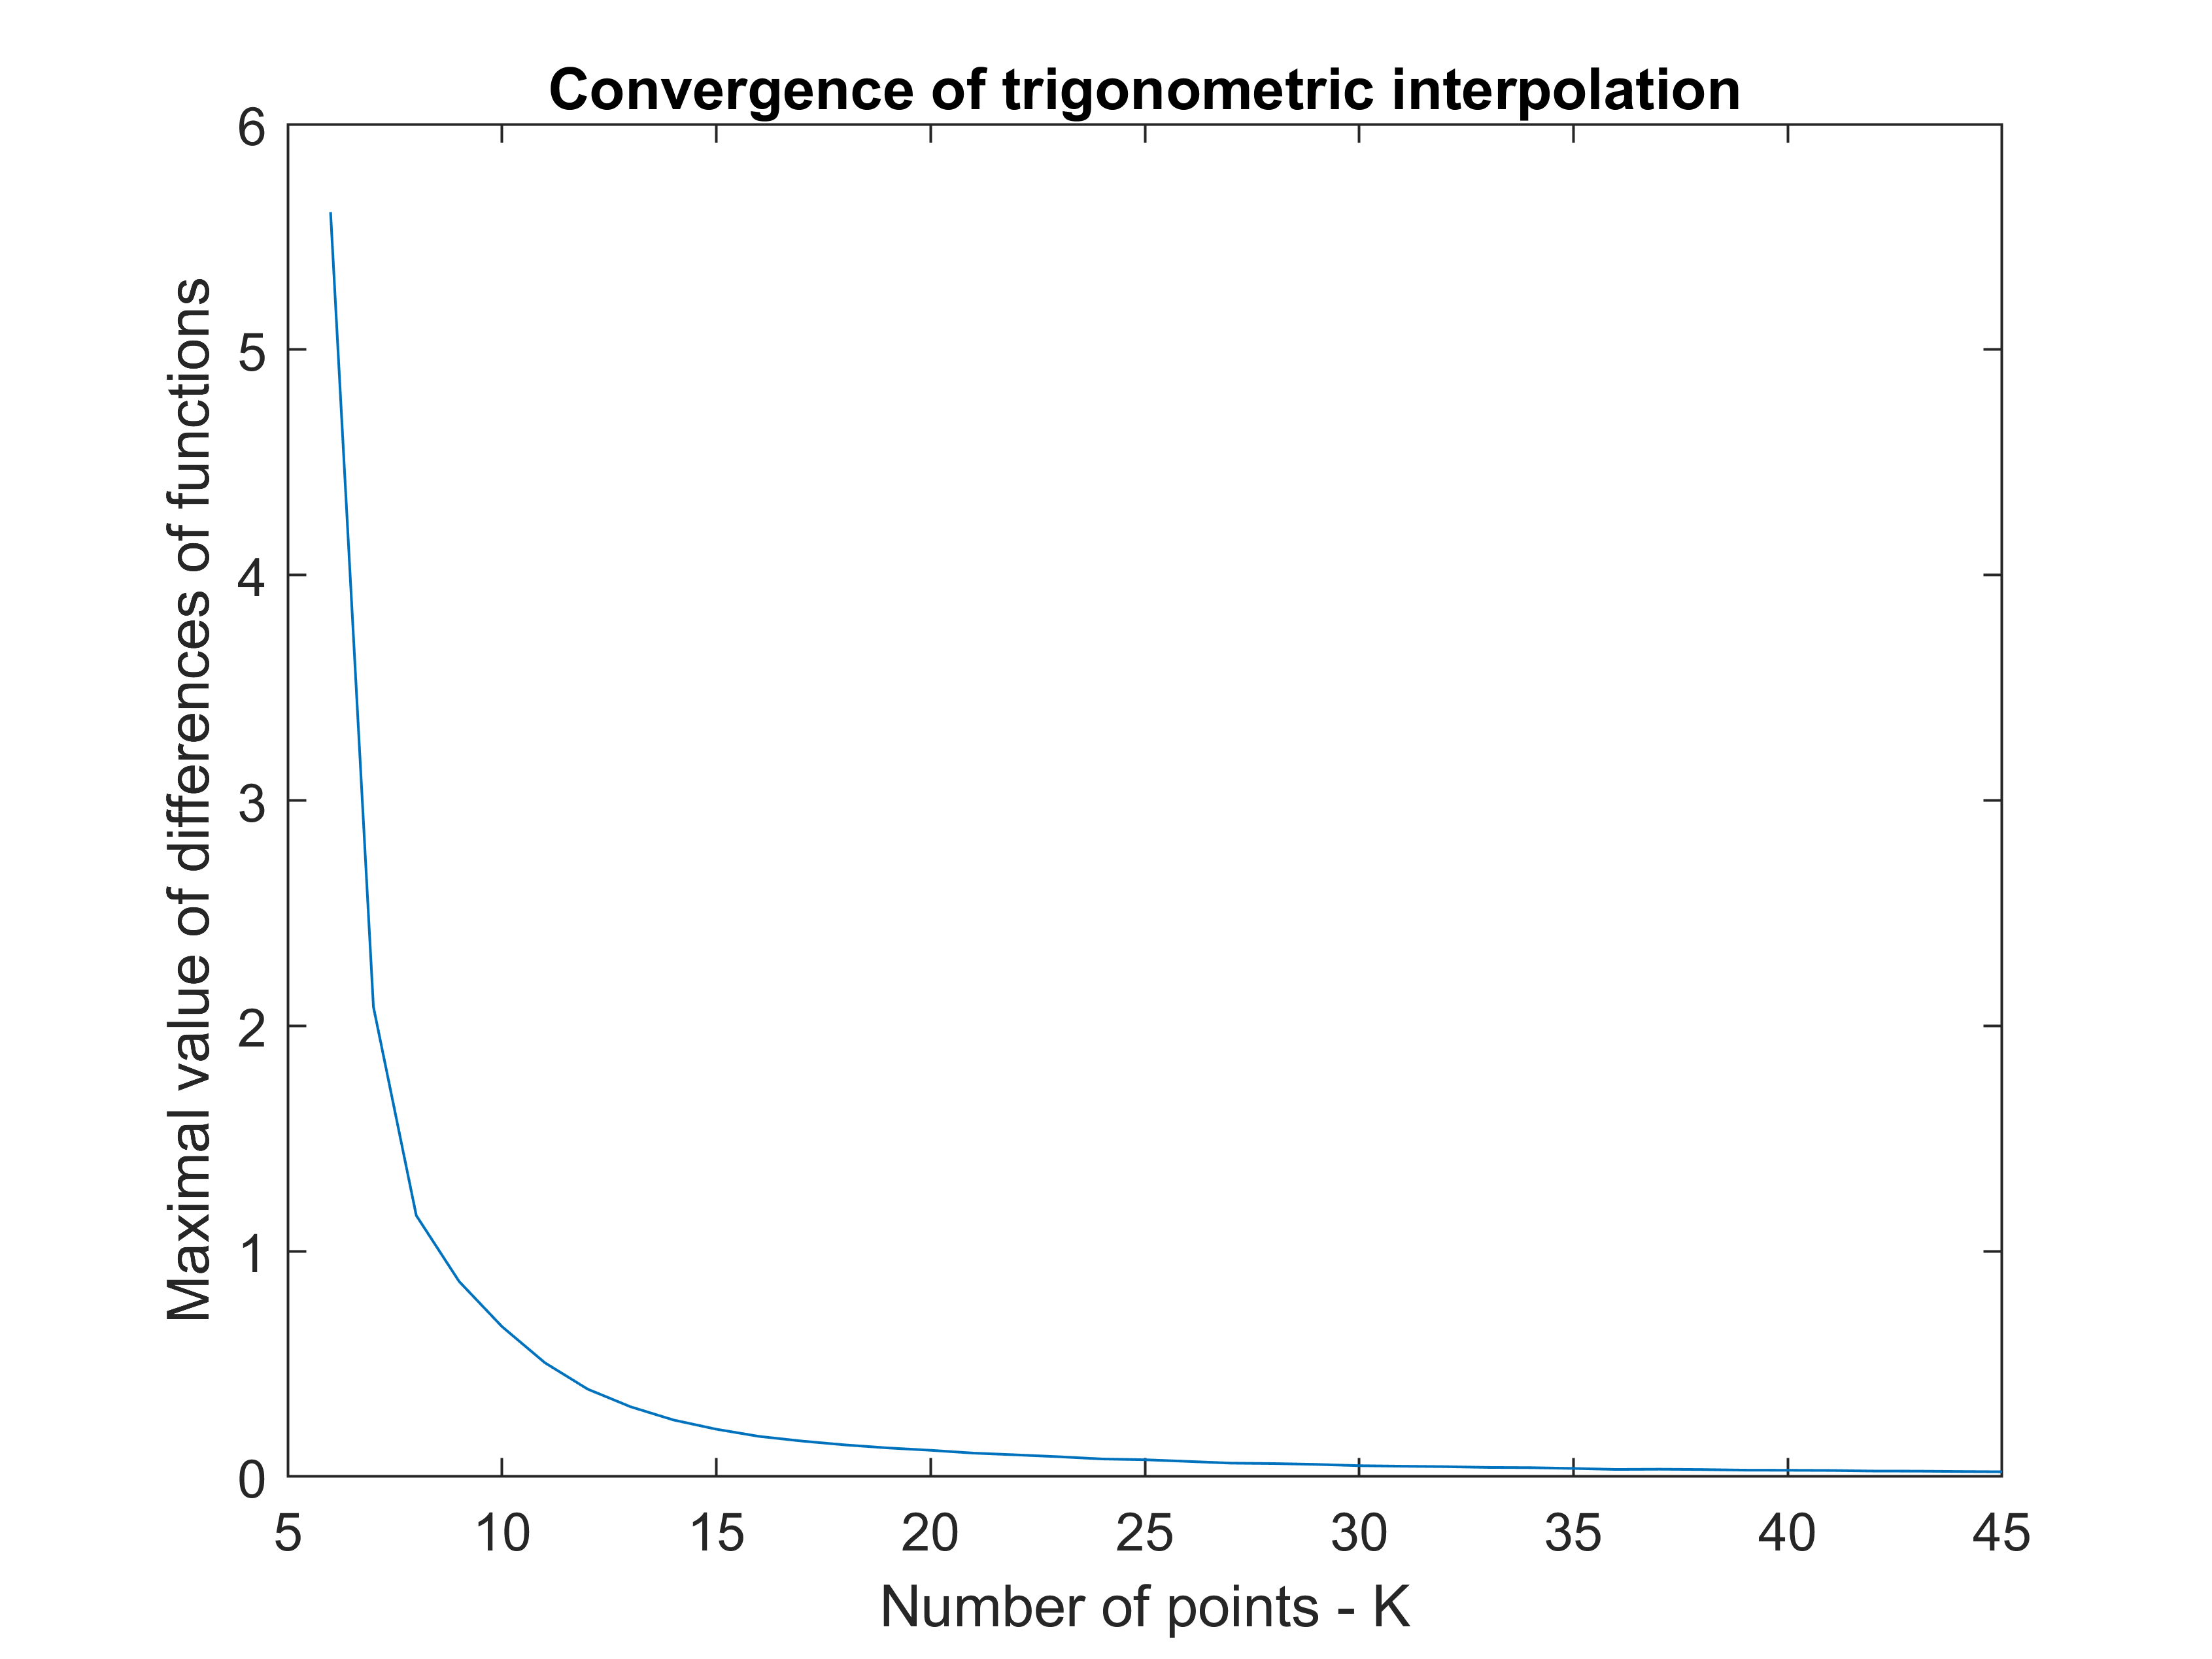 Convergence of trigonometric interpolation
Maximal value of differences of functions
6
5
4
3
2
1
0
5 10 15 20 25 30 35 40 45
Number of points - K